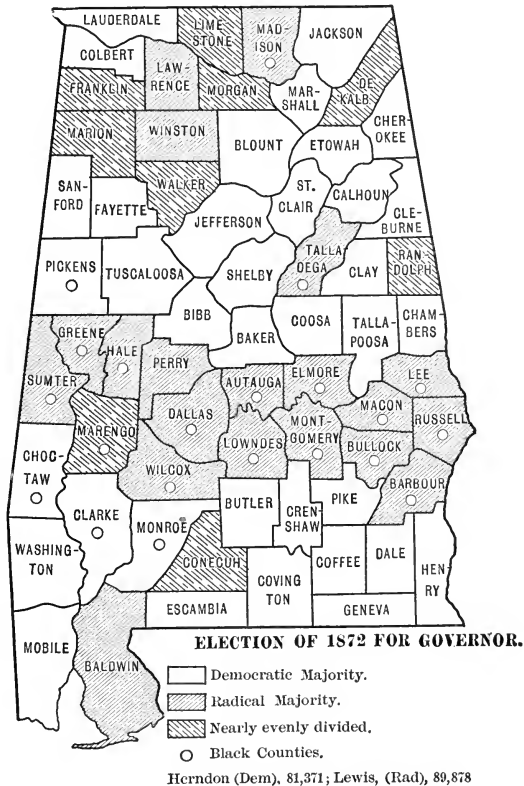 LAUDERDALE
LIME-
STONE
MAD-
ISON
JACKSON
COLBERT
LAW-
RENCE
FRANKLIN
MORGAN
MAR-
SHALL
DE
KALB.
CHER-
OKEE
MARION
WINSTON
BLOUNT
ETOWAH
SAN-
FORD
FAYETTE
WALKER
JEFFERSON
ST.
CLAIR
CALHOUN
CLE-
BURNE
PICKENS
TUSCALOOSA
SHELBY
TALLA
DEGA
CLAY
RAN-
DOLPH
BIBB
BAKER
COOSA
TALLA-
POOSA
CHAM-
BERS
GREENE
HALE
SUMTER
PERRY
AUTAUGA
ELMORE
LEE
MACON
RUSSELL
DALLAS
LOWNDES
MONT-
GOMERY
BULLOCK
MARENGO
CHOC-
TAW
WILCOX
BARBOUR
CLARKE
MONROE
BUTLER
CREN-
SHAW
PIKE
WASHING-
TON
CONECUH
COVING
TON
COFFEE
DALE
HEN
RY
ESCAMBIA
GENEVA
MOBILE
BALDWIN
ELECTION OF 1872 FOR GOVERNOR.
Democratic Majority.
Radical Majority.
Nearly evenly divided.
Black Counties.
Herndon (Dem), 81,371; Lewis, (Rad), 89,878